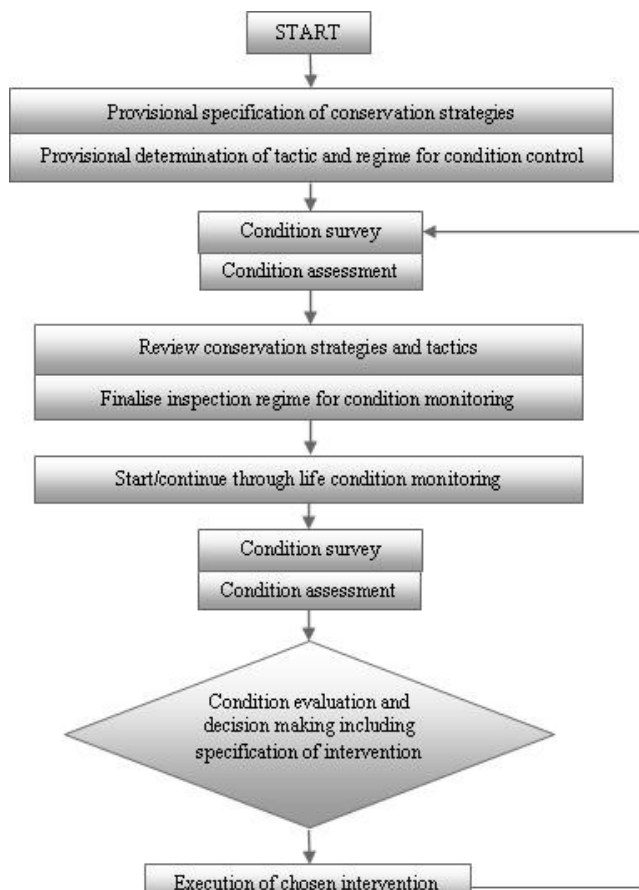 START
Provisional specification of conservation strategies
Provisional determination of tactic and regime for condition control
Condition survey
Condition assessment
Review conservation strategies and tactics
Finalise inspection regime for condition monitoring
Start/continue through life condition monitoring
Condition survey
Condition assessment
Condition evaluation and
decision making including
specification of intervention
Execution of chosen intervention